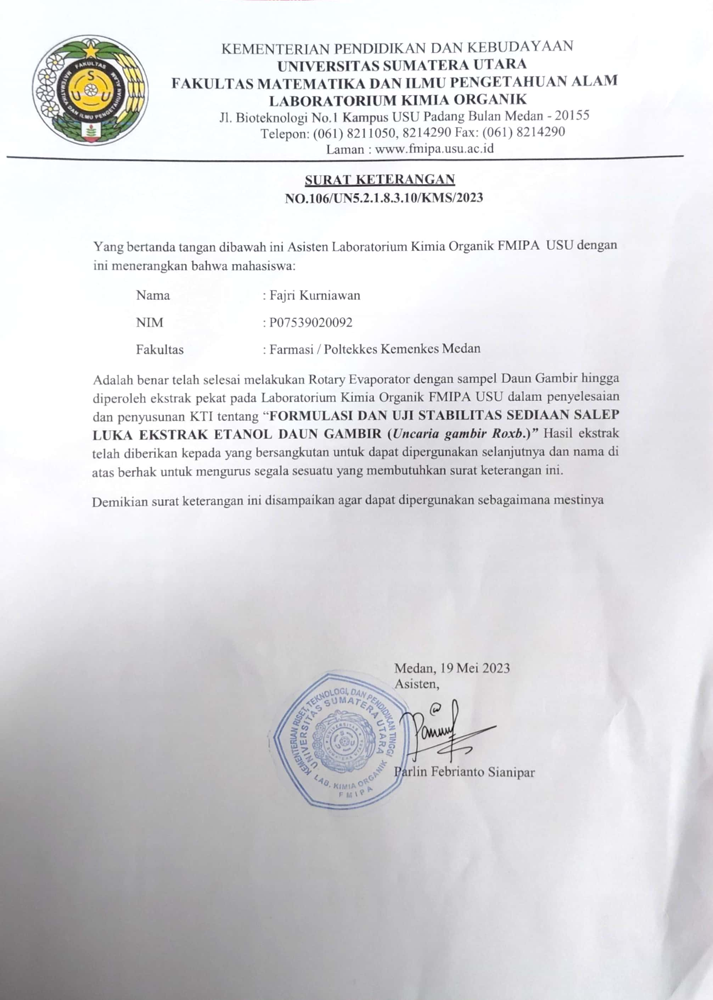 FAKULTAS
MATEMATIKA DAN ILMU PENGETAHUAN ALAM
S
U U
KEMENTERIAN PENDIDIKAN DAN KEBUDAYAAN
UNIVERSITAS SUMATERA UTARA
FAKULTAS MATEMATIKA DAN ILMU PENGETAHUAN ALAM
LABORATORIUM KIMIA ORGANIK
Jl. Bioteknologi No.1 Kampus USU Padang Bulan Medan - 20155
Telepon: (061) 8211050, 8214290 Fax: (061) 8214290
Laman : www.fmipa.usu.ac.id
SURAT KETERANGAN
NO.106/UN5.2.1.8.3.10/KMS/2023
Yang bertanda tangan dibawah ini Asisten Laboratorium Kimia Organik FMIPA USU dengan
ini menerangkan bahwa mahasiswa:
Nama : Fajri Kurniawan
NIM : P07539020092
Fakultas : Farmasi / Poltekkes Kemenkes Medan
Adalah benar telah selesai melakukan Rotary Evaporator dengan sampel Daun Gambir hingga
diperoleh ekstrak pekat pada Laboratorium Kimia Organik FMIPA USU dalam penyelesaian
dan penyusunan KTI tentang “FORMULASI DAN UJI STABILITAS SEDIAAN SALEP
LUKA EKSTRAK ETANOL DAUN GAMBIR (Uncaria gambir Roxb.)” Hasil ekstrak
telah diberikan kepada yang bersangkutan untuk dapat dipergunakan selanjutnya dan nama di
atas berhak untuk mengurus segala sesuatu yang membutuhkan surat keterangan ini.
Demikian surat keterangan ini disampaikan agar dapat dipergunakan sebagaimana mestinya
Medan, 19 Mei 2023
Asisten,
KEMENTERIAN RISET, TEKNOLOGI, DAN PENDIDIKAN TINGGI
UNIVERSITAS SUMATERA UTARA
UNIVERSITAS
SUMATERA UTARA
S
U U
LAB. KIMIA ORGANIK
FMIPA
Parlin Febrianto Sianipar